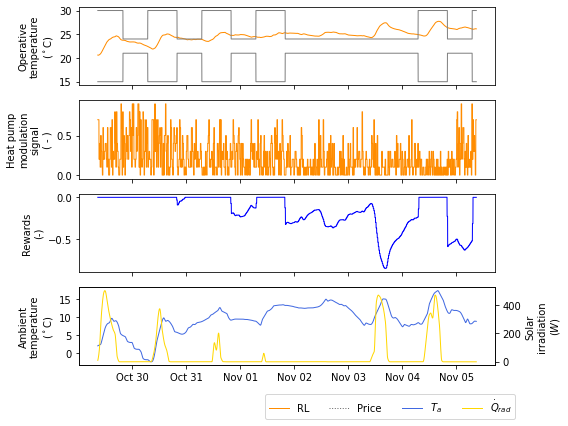 Operative
temperature
(°C)
30
25
20
15
Heat pump
modulation
signal
( - )
0.5
0.0
Rewards
(-)
0.0
−0.5
Ambient
temperature
(°C)
15
10
5
0
400
200
0
Solar
irradiation
(W)
Oct 30 Oct 31 Nov 01 Nov 02 Nov 03 Nov 04 Nov 05
RL Price T_a Q̇_rad